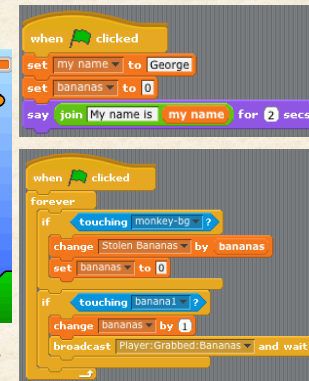 when clicked
set my name to George
set bananas to 0
say join My name is my name for 2 secs
when clicked
forever
if touching monkey-bg ?
change Stolen Bananas by bananas
set bananas to 0
if touching banana1 ?
change bananas by 1
broadcast Player:Grabbed:Bananas and wait